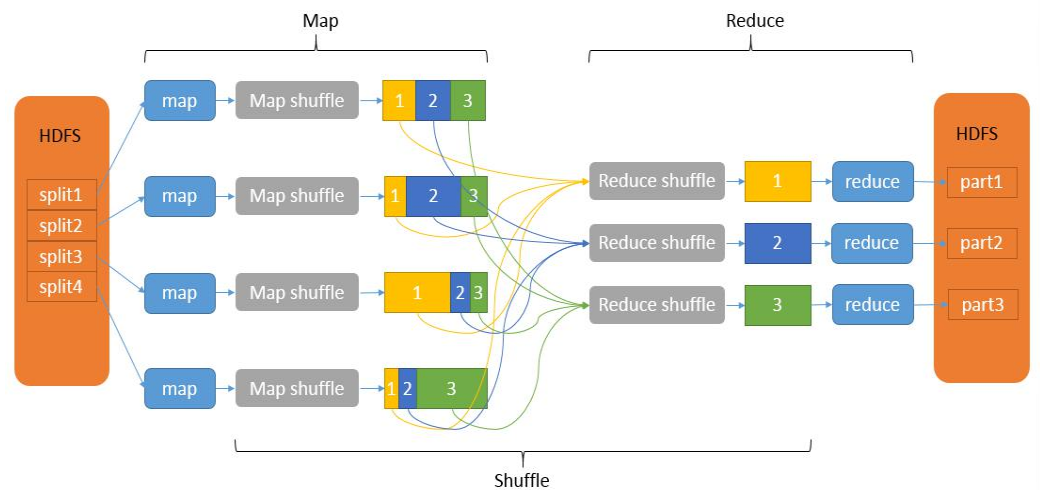 Map
Reduce
HDFS
split1
split2
split3
split4
map
Map shuffle
1 2 3
map
Map shuffle
1 2 3
map
Map shuffle
1 2 3
map
Map shuffle
1 2 3
Reduce shuffle
1
reduce
Reduce shuffle
2
reduce
Reduce shuffle
3
reduce
HDFS
part1
part2
part3
Shuffle